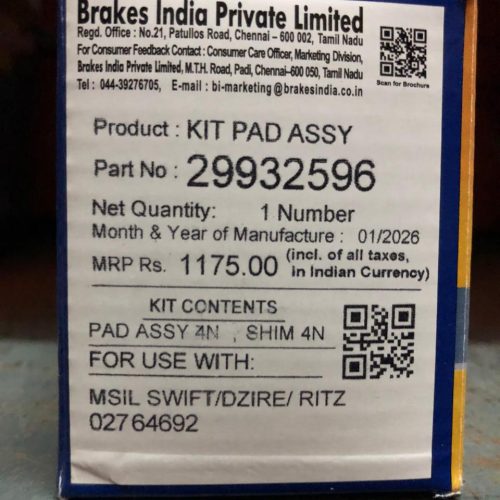 Brakes India Private Limited
Regd. Office : No.21, Patullos Road, Chennai – 600 002, Tamil Nadu
For Consumer Feedback Contact : Consumer Care Officer, Marketing Division,
Brakes India Private Limited, M.T.H. Road, Padi, Chennai–600 050, Tamil Nadu
Tel : 044-39276705, E-mail : bi-marketing@brakesindia.co.in
Scan for Brochure
Product : KIT PAD ASSY
Part No : 29932596
Net Quantity: 1 Number
Month & Year of Manufacture : 01/2026
MRP Rs. 1175.00 (incl. of all taxes, in Indian Currency)
KIT CONTENTS
PAD ASSY 4N , SHIM 4N
FOR USE WITH:
MSIL SWIFT/DZIRE/ RITZ
02764692